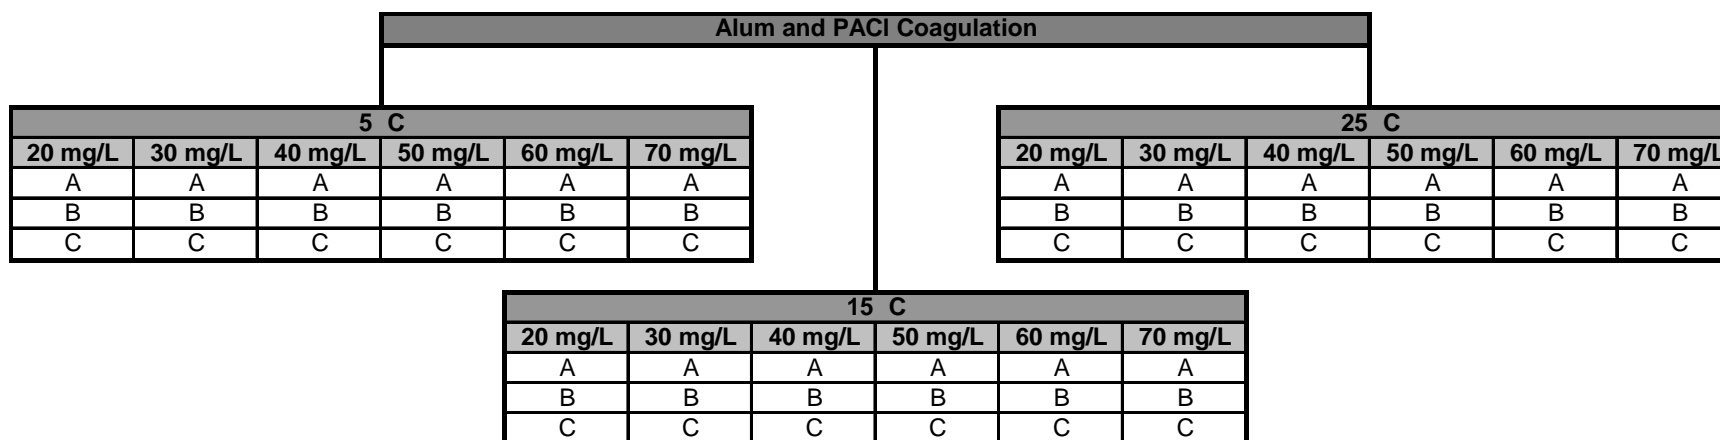 Alum and PACl Coagulation
5 C
20 mg/L 30 mg/L 40 mg/L 50 mg/L 60 mg/L 70 mg/L
A A A A A A
B B B B B B
C C C C C C
25 C
20 mg/L 30 mg/L 40 mg/L 50 mg/L 60 mg/L 70 mg/L
A A A A A A
B B B B B B
C C C C C C
15 C
20 mg/L 30 mg/L 40 mg/L 50 mg/L 60 mg/L 70 mg/L
A A A A A A
B B B B B B
C C C C C C